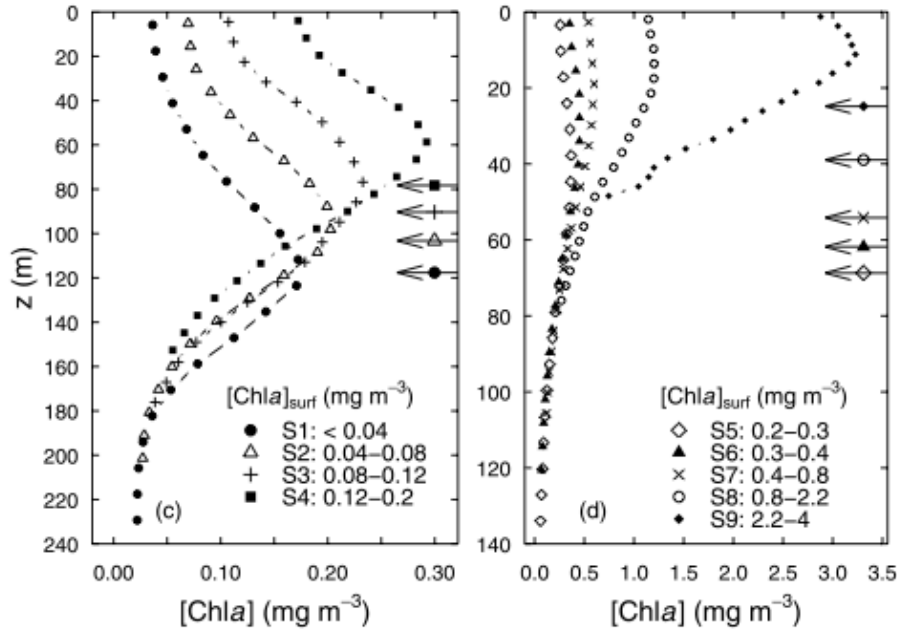 0
20
40
60
80
100
120
140
160
180
200
220
240
z (m)
0.00 0.10 0.20 0.30
[Chla] (mg m⁻³)
[Chla]surf (mg m⁻³)
S1: < 0.04
S2: 0.04–0.08
S3: 0.08–0.12
S4: 0.12–0.2
(c)
0
20
40
60
80
100
120
140
0.0 0.5 1.0 1.5 2.0 2.5 3.0 3.5
[Chla] (mg m⁻³)
[Chla]surf (mg m⁻³)
S5: 0.2–0.3
S6: 0.3–0.4
S7: 0.4–0.8
S8: 0.8–2.2
S9: 2.2–4
(d)